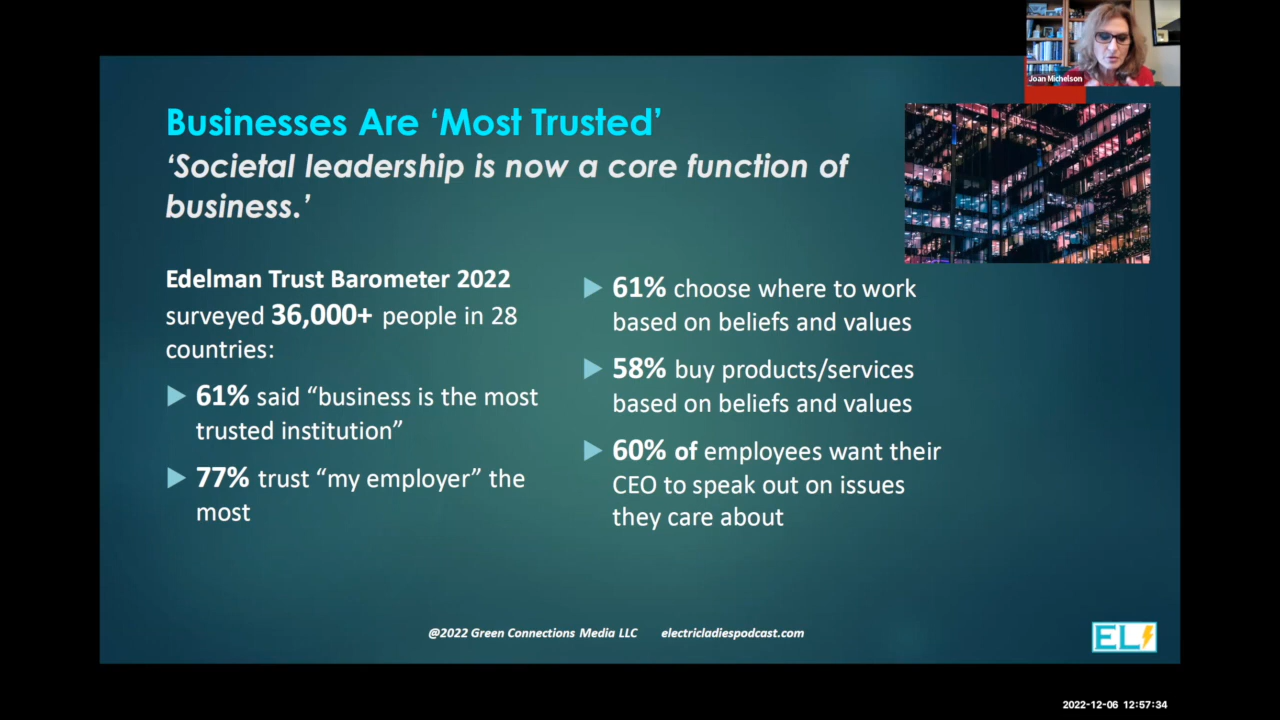 Joan Michelson
Businesses Are ‘Most Trusted’
‘Societal leadership is now a core function of
business.’
Edelman Trust Barometer 2022
surveyed 36,000+ people in 28
countries:
61% said “business is the most
trusted institution”
77% trust “my employer” the
most
61% choose where to work
based on beliefs and values
58% buy products/services
based on beliefs and values
60% of employees want their
CEO to speak out on issues
they care about
@2022 Green Connections Media LLC electricladiespodcast.com
EL
2022-12-06 12:57:34